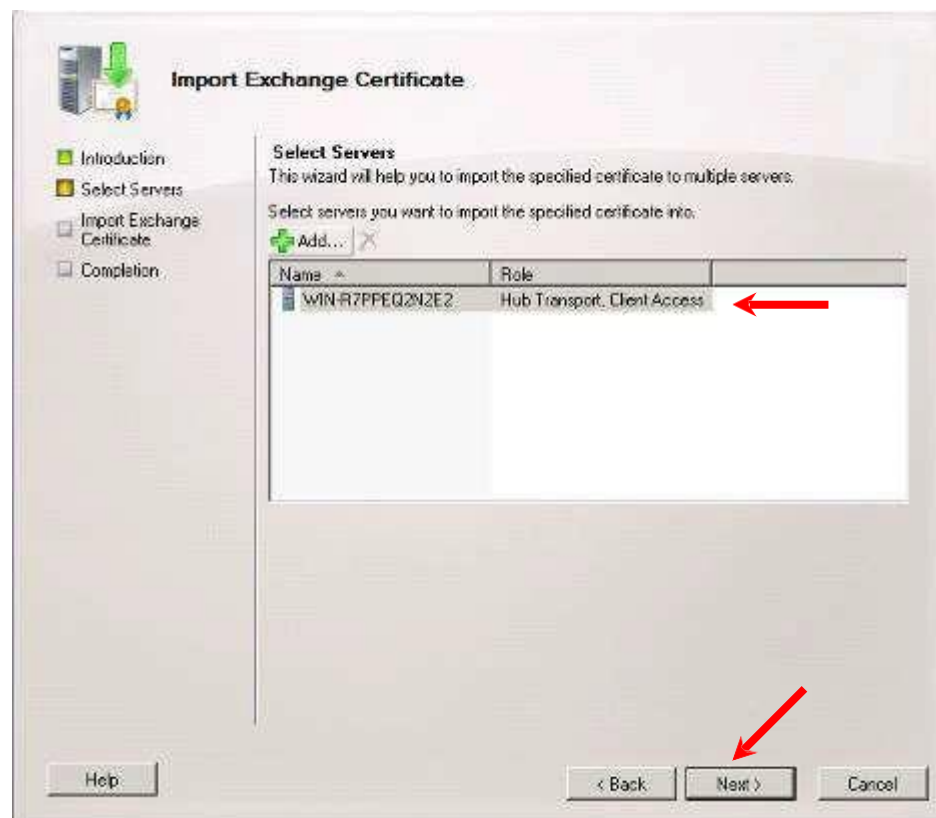 Import Exchange Certificate
Introduction
Select Servers
Import Exchange
Certificate
Completion
Select Servers
This wizard will help you to import the specified certificate to multiple servers.
Select servers you want to import the specified certificate into.
Add...
Name Role
WIN-R7PPEQ2N2E2 Hub Transport, Client Access
Help
< Back
Next >
Cancel